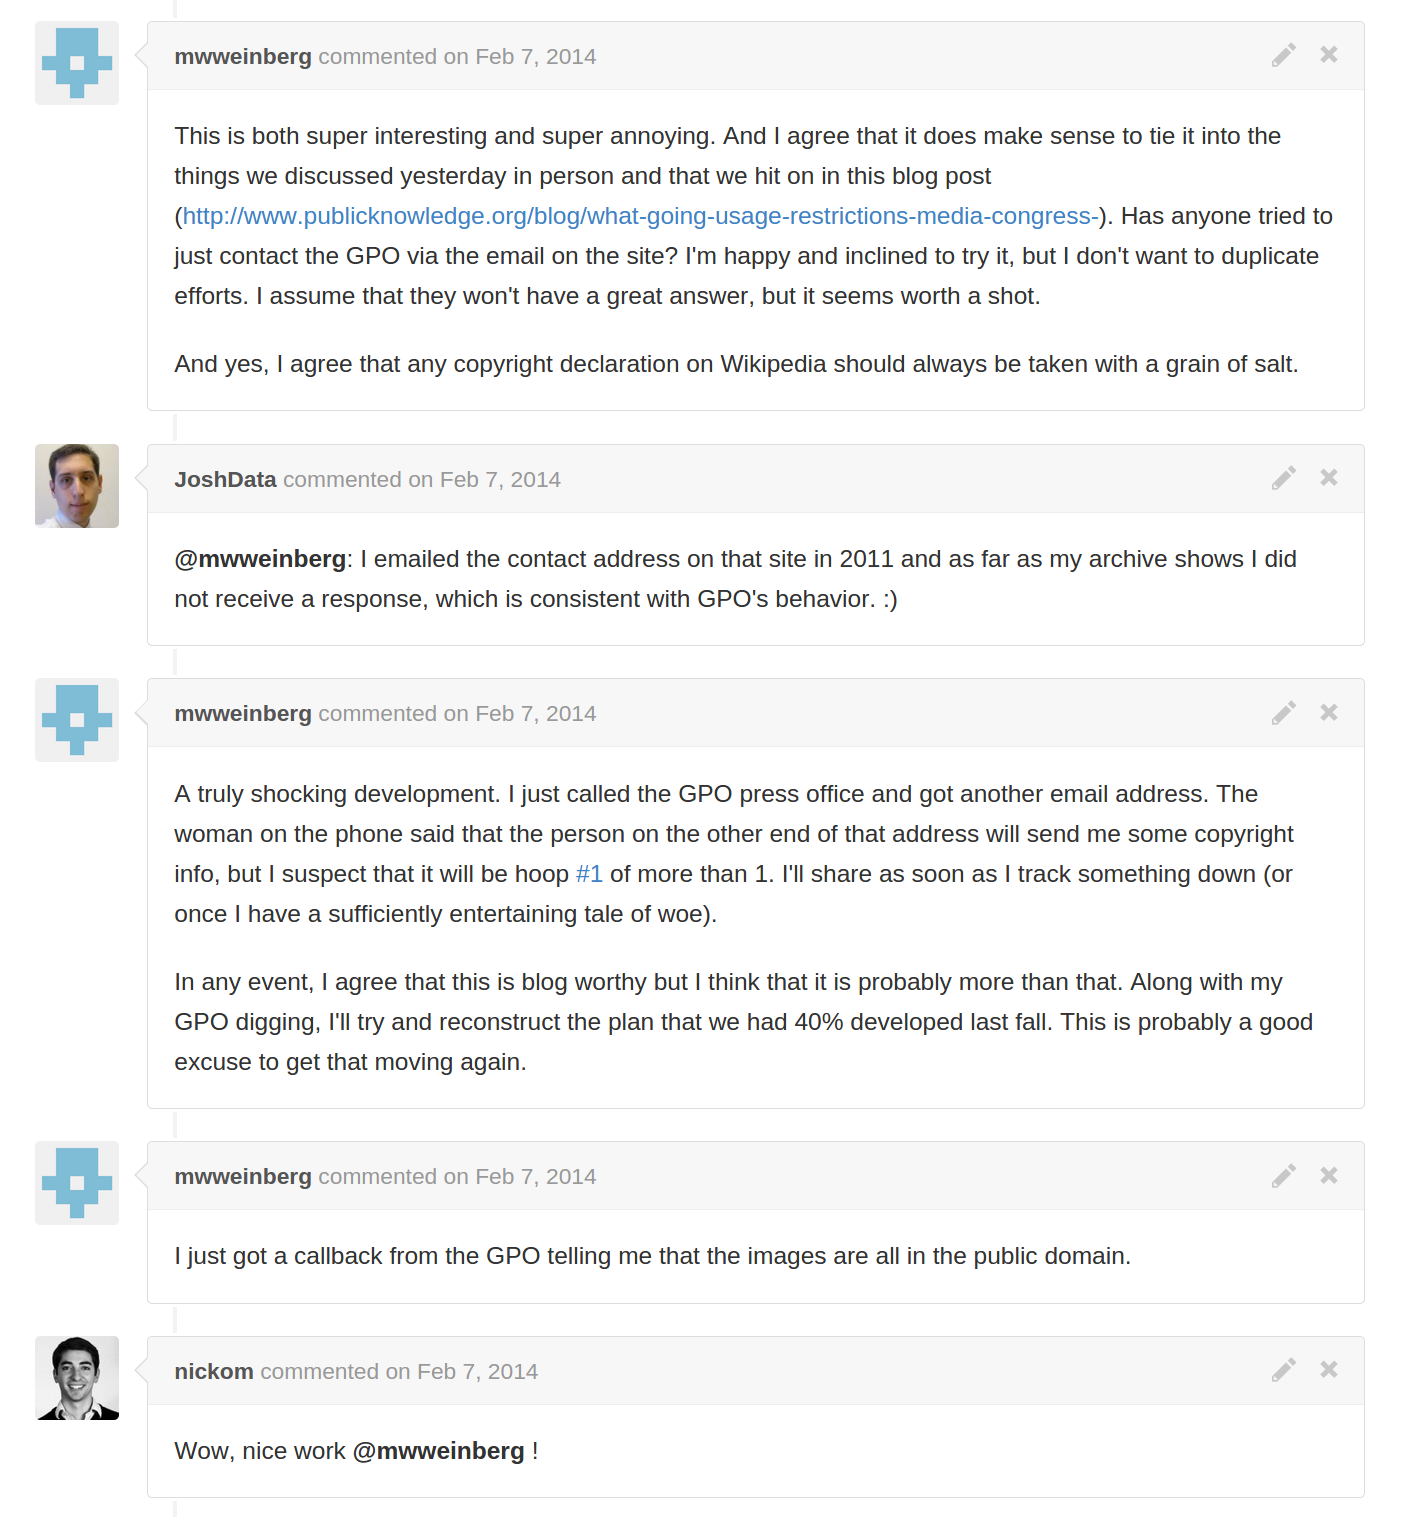 mwweinberg commented on Feb 7, 2014
This is both super interesting and super annoying. And I agree that it does make sense to tie it into the
things we discussed yesterday in person and that we hit on in this blog post
(http://www.publicknowledge.org/blog/what-going-usage-restrictions-media-congress-). Has anyone tried to
just contact the GPO via the email on the site? I'm happy and inclined to try it, but I don't want to duplicate
efforts. I assume that they won't have a great answer, but it seems worth a shot.
And yes, I agree that any copyright declaration on Wikipedia should always be taken with a grain of salt.
JoshData commented on Feb 7, 2014
@mwweinberg: I emailed the contact address on that site in 2011 and as far as my archive shows I did
not receive a response, which is consistent with GPO's behavior. :)
mwweinberg commented on Feb 7, 2014
A truly shocking development. I just called the GPO press office and got another email address. The
woman on the phone said that the person on the other end of that address will send me some copyright
info, but I suspect that it will be hoop #1 of more than 1. I'll share as soon as I track something down (or
once I have a sufficiently entertaining tale of woe).
In any event, I agree that this is blog worthy but I think that it is probably more than that. Along with my
GPO digging, I'll try and reconstruct the plan that we had 40% developed last fall. This is probably a good
excuse to get that moving again.
mwweinberg commented on Feb 7, 2014
I just got a callback from the GPO telling me that the images are all in the public domain.
nickom commented on Feb 7, 2014
Wow, nice work @mwweinberg !